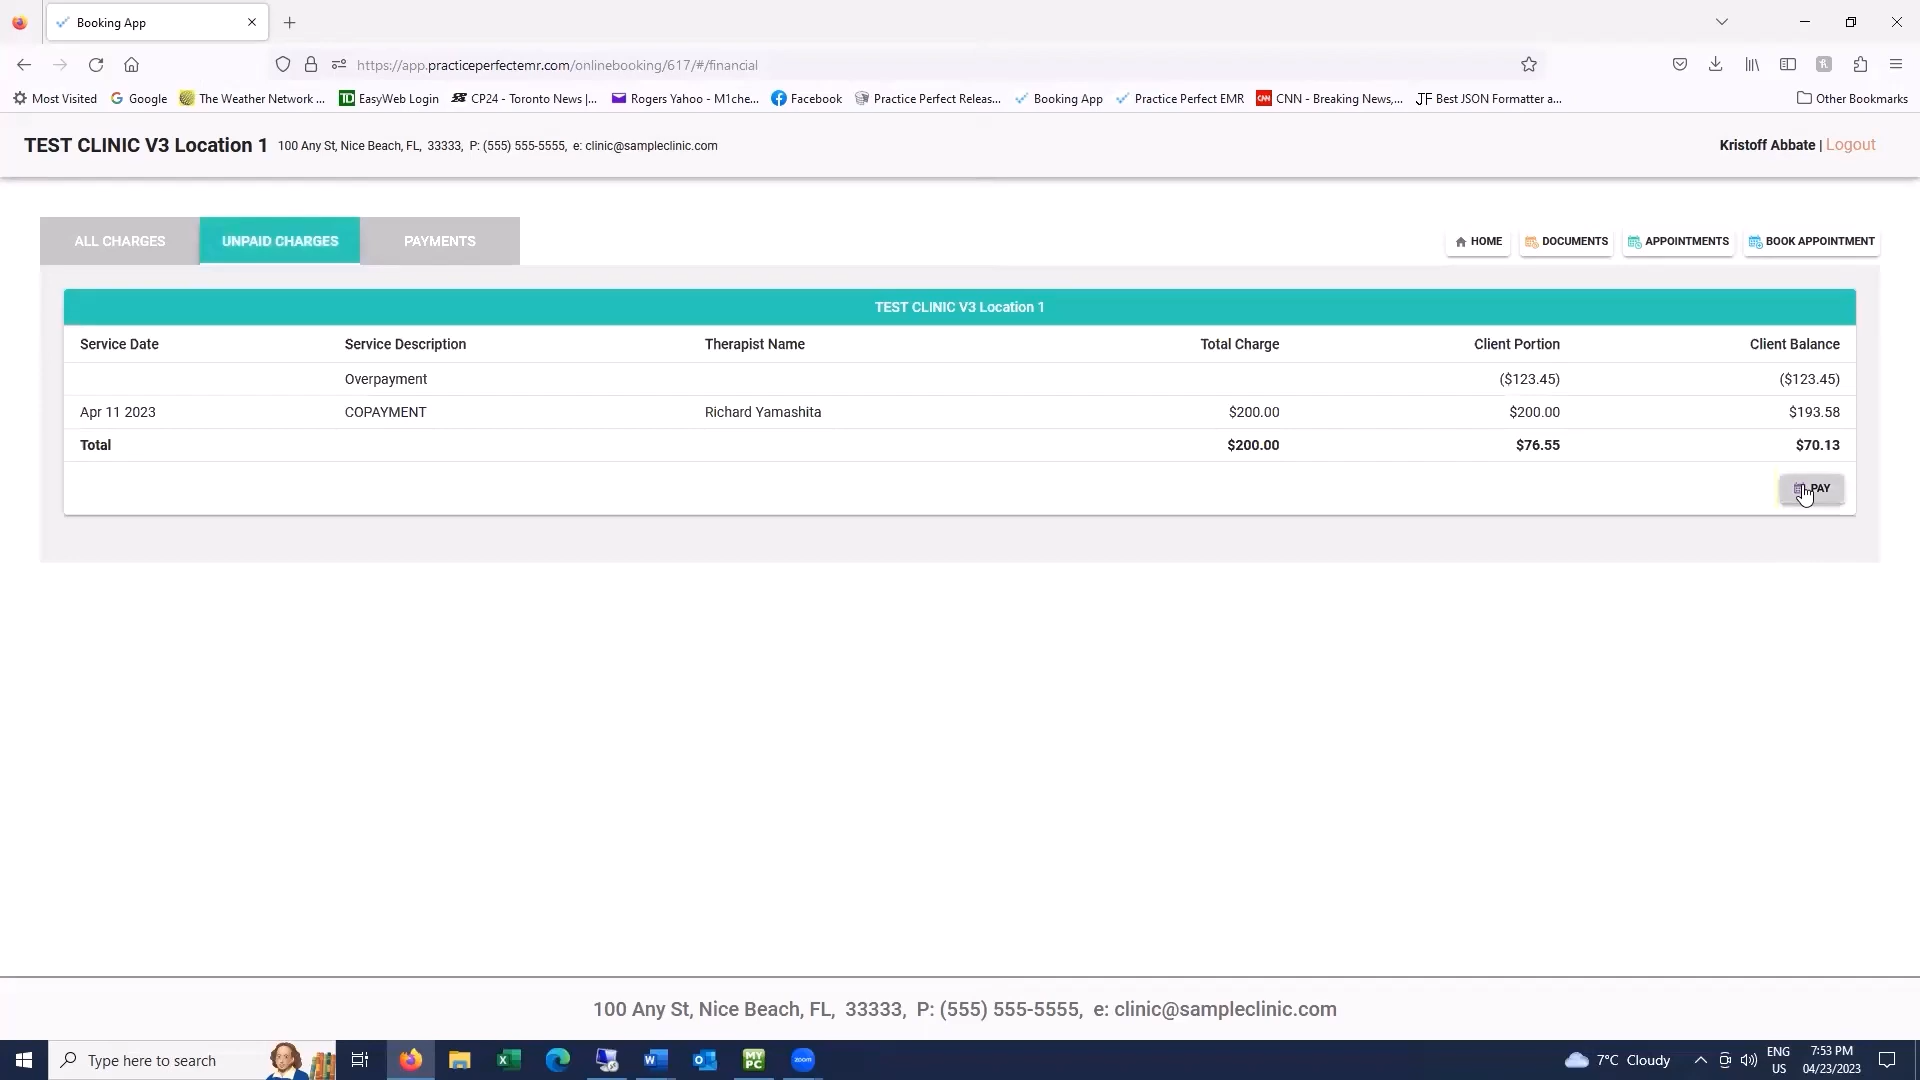 Booking App
https://app.practiceperfectemr.com/onlinebooking/617/#/financial
Most Visited Google The Weather Network ... EasyWeb Login CP24 - Toronto News |... Rogers Yahoo - M1che... Facebook Practice Perfect Releas... Booking App Practice Perfect EMR CNN - Breaking News,... Best JSON Formatter a... Other Bookmarks
TEST CLINIC V3 Location 1 100 Any St, Nice Beach, FL, 33333, P: (555) 555-5555, e: clinic@sampleclinic.com Kristoff Abbate | Logout
ALL CHARGES UNPAID CHARGES PAYMENTS HOME DOCUMENTS APPOINTMENTS BOOK APPOINTMENT
TEST CLINIC V3 Location 1
Service Date Service Description Therapist Name Total Charge Client Portion Client Balance
Overpayment ($123.45) ($123.45)
Apr 11 2023 COPAYMENT Richard Yamashita $200.00 $200.00 $193.58
Total $200.00 $76.55 $70.13
PAY
100 Any St, Nice Beach, FL, 33333, P: (555) 555-5555, e: clinic@sampleclinic.com
Type here to search 7°C Cloudy ENG 7:53 PM
US 04/23/2023